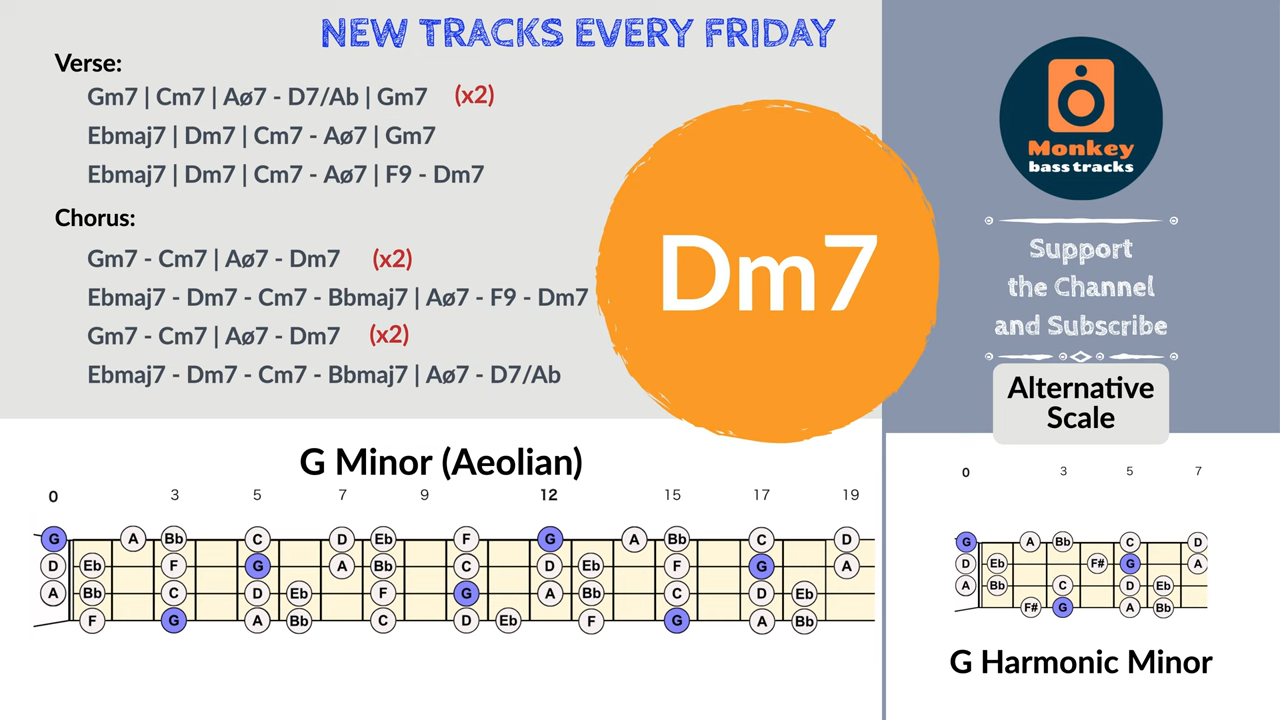 NEW TRACKS EVERY FRIDAY
Verse:
Gm7 | Cm7 | Aø7 - D7/Ab | Gm7 (x2)
Ebmaj7 | Dm7 | Cm7 - Aø7 | Gm7
Ebmaj7 | Dm7 | Cm7 - Aø7 | F9 - Dm7
Chorus:
Gm7 - Cm7 | Aø7 - Dm7 (x2)
Ebmaj7 - Dm7 - Cm7 - Bbmaj7 | Aø7 - F9 - Dm7
Gm7 - Cm7 | Aø7 - Dm7 (x2)
Ebmaj7 - Dm7 - Cm7 - Bbmaj7 | Aø7 - D7/Ab
Dm7
Monkey
bass tracks
Support
the Channel
and Subscribe
Alternative
Scale
G Minor (Aeolian)
0 3 5 7 9 12 15 17 19
G A Bb C D Eb F G A Bb C D
D Eb F G A Bb C D Eb F G A
A Bb C D Eb F G A Bb C D Eb
F G A Bb C D Eb F G A Bb
0 3 5 7
G A Bb C D
D Eb F# G A
A Bb C D Eb
F# G A Bb
G Harmonic Minor